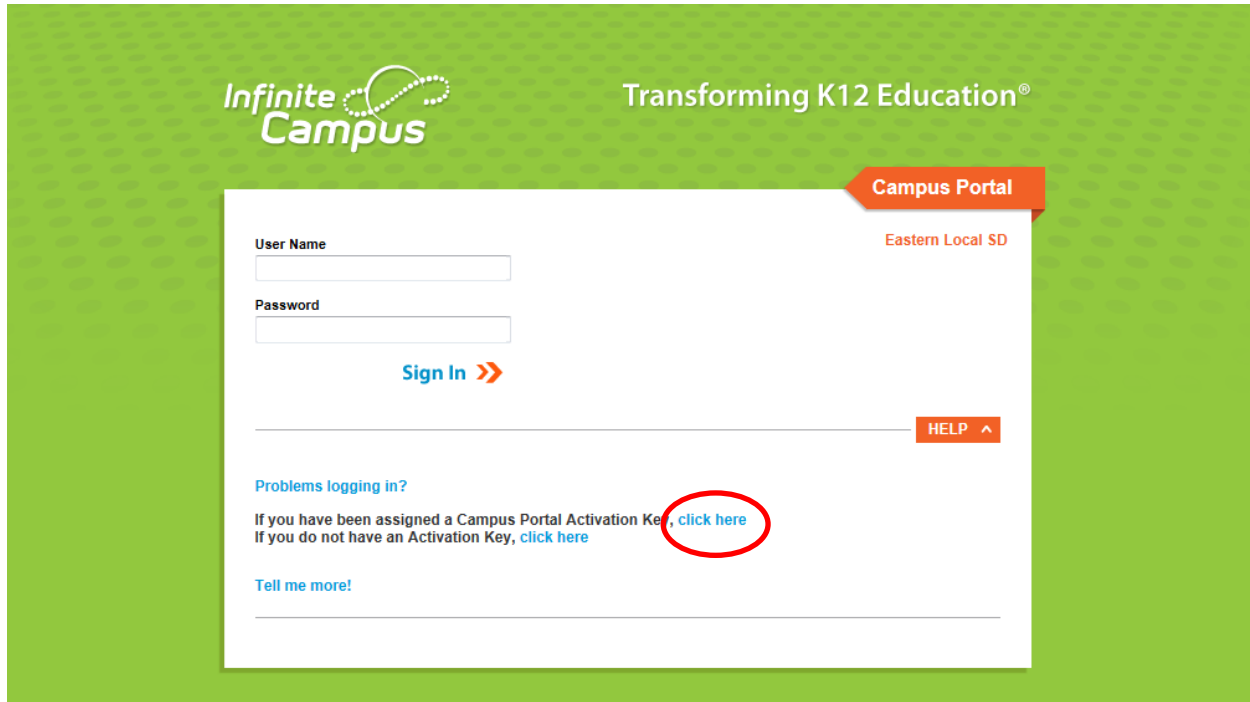 Infinite
Campus
Transforming K12 Education®
Campus Portal
Eastern Local SD
User Name
Password
Sign In
HELP
Problems logging in?
If you have been assigned a Campus Portal Activation Key, click here
If you do not have an Activation Key, click here
Tell me more!